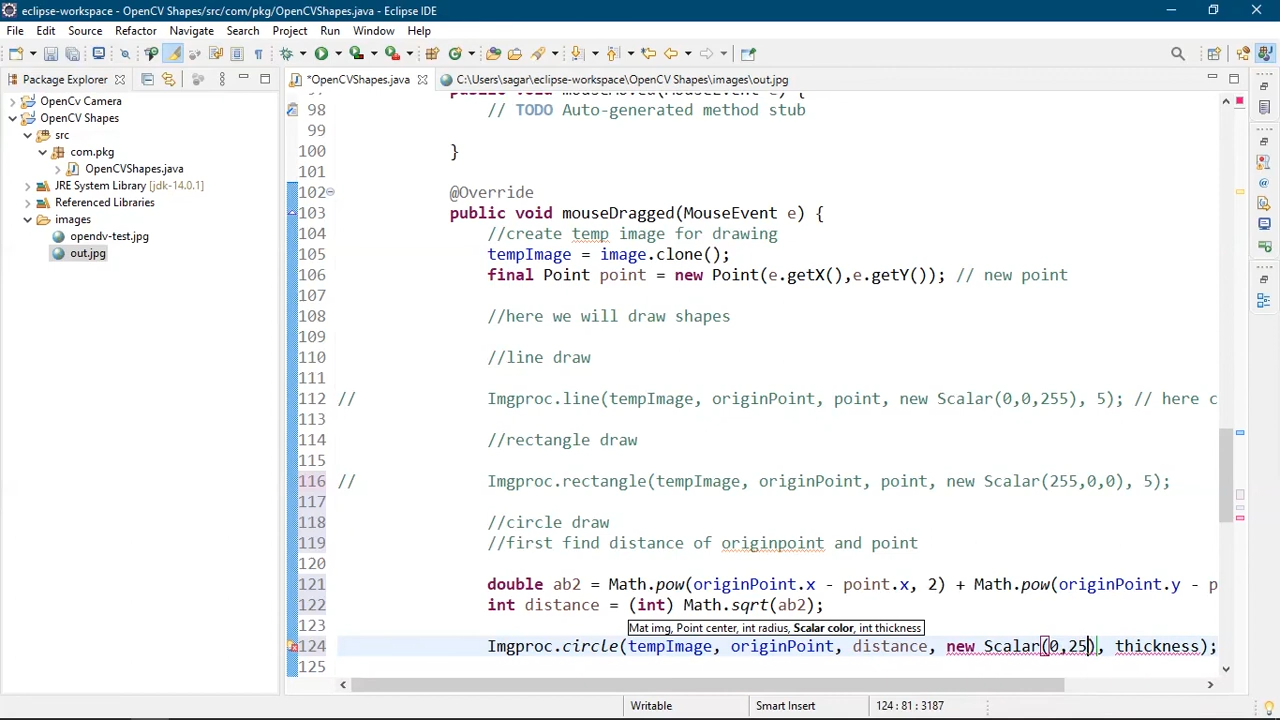 eclipse-workspace - OpenCV Shapes/src/com/pkg/OpenCVShapes.java - Eclipse IDE
File Edit Source Refactor Navigate Search Project Run Window Help
Package Explorer
*OpenCVShapes.java
C:\Users\sagar\eclipse-workspace\OpenCV Shapes\images\out.jpg
OpenCv Camera
OpenCV Shapes
src
com.pkg
OpenCVShapes.java
JRE System Library [jdk-14.0.1]
Referenced Libraries
images
opendv-test.jpg
out.jpg
97 public void mouseMoved(MouseEvent e) {
98 // TODO Auto-generated method stub
99
100 }
101
102 @Override
103 public void mouseDragged(MouseEvent e) {
104 //create temp image for drawing
105 tempImage = image.clone();
106 final Point point = new Point(e.getX(),e.getY()); // new point
107
108 //here we will draw shapes
109
110 //line draw
111
112 // Imgproc.line(tempImage, originPoint, point, new Scalar(0,0,255), 5); // here c
113
114 //rectangle draw
115
116 // Imgproc.rectangle(tempImage, originPoint, point, new Scalar(255,0,0), 5);
117
118 //circle draw
119 //first find distance of originpoint and point
120
121 double ab2 = Math.pow(originPoint.x - point.x, 2) + Math.pow(originPoint.y - p
122 int distance = (int) Math.sqrt(ab2);
123
Mat img, Point center, int radius, Scalar color, int thickness
124 Imgproc.circle(tempImage, originPoint, distance, new Scalar(0,25), thickness);
125
Writable Smart Insert 124 : 81 : 3187